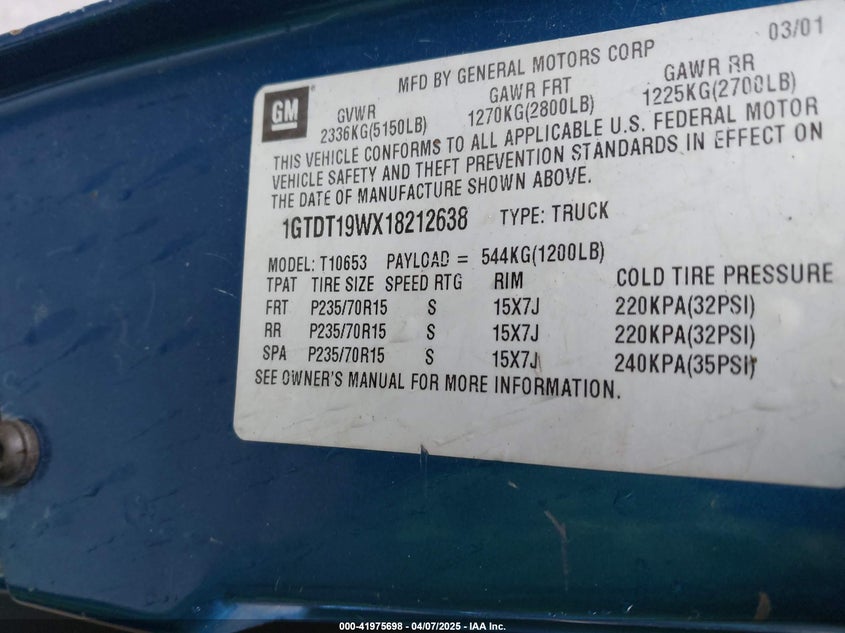 03/01
MFD BY GENERAL MOTORS CORP
GM
GVWR GAWR FRT GAWR RR
2336KG(5150LB) 1270KG(2800LB) 1225KG(2700LB)
THIS VEHICLE CONFORMS TO ALL APPLICABLE U.S. FEDERAL MOTOR
VEHICLE SAFETY AND THEFT PREVENTION STANDARDS IN EFFECT ON
THE DATE OF MANUFACTURE SHOWN ABOVE.
1GTDT19WX18212638 TYPE: TRUCK
MODEL: T10653 PAYLOAD = 544KG(1200LB)
TPAT TIRE SIZE SPEED RTG RIM COLD TIRE PRESSURE
FRT P235/70R15 S 15X7J 220KPA(32PSI)
RR P235/70R15 S 15X7J 220KPA(32PSI)
SPA P235/70R15 S 15X7J 240KPA(35PSI)
SEE OWNER'S MANUAL FOR MORE INFORMATION.
000-41975698 - 04/07/2025 - IAA Inc.